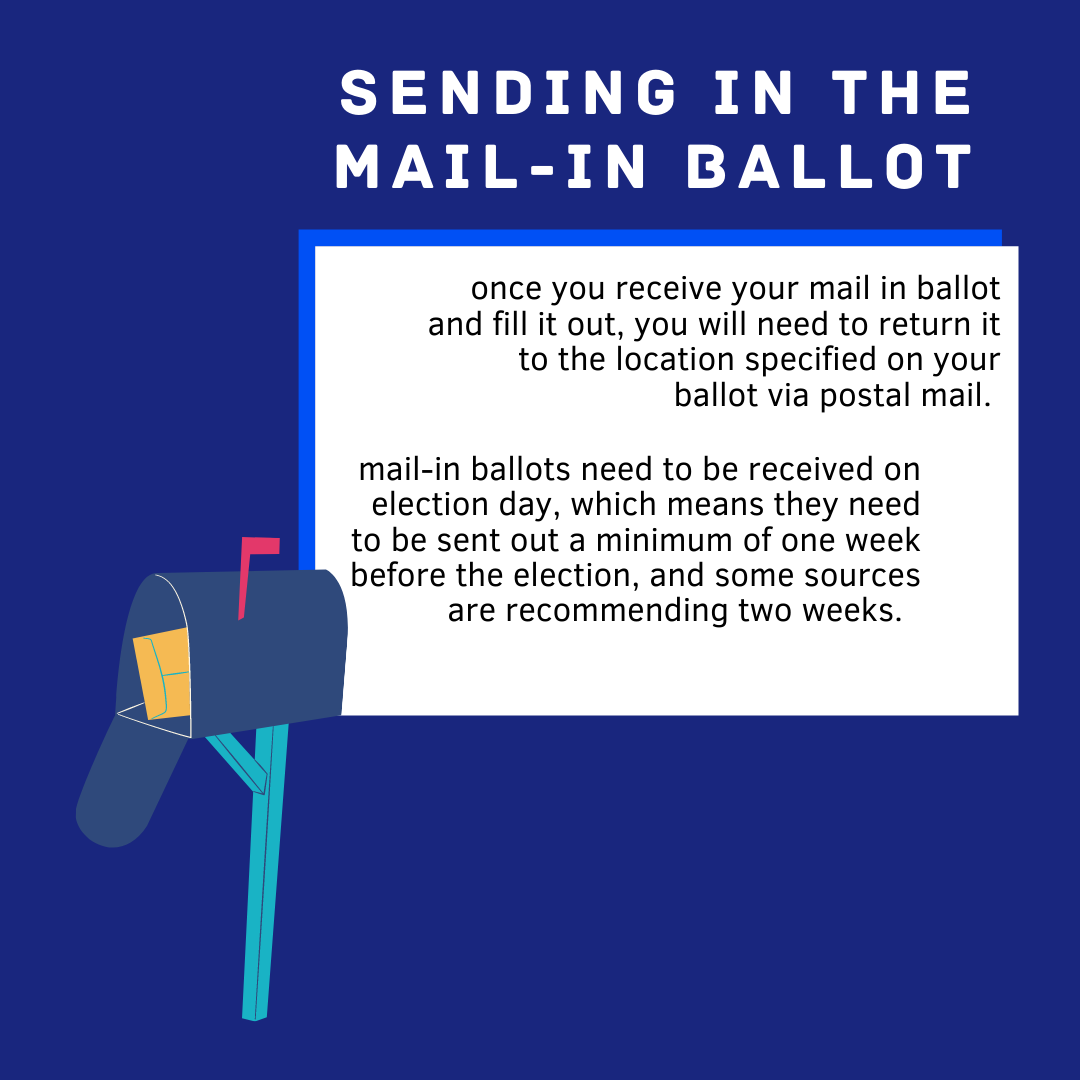 SENDING IN THE
MAIL-IN BALLOT
once you receive your mail in ballot
and fill it out, you will need to return it
to the location specified on your
ballot via postal mail.
mail-in ballots need to be received on
election day, which means they need
to be sent out a minimum of one week
before the election, and some sources
are recommending two weeks.